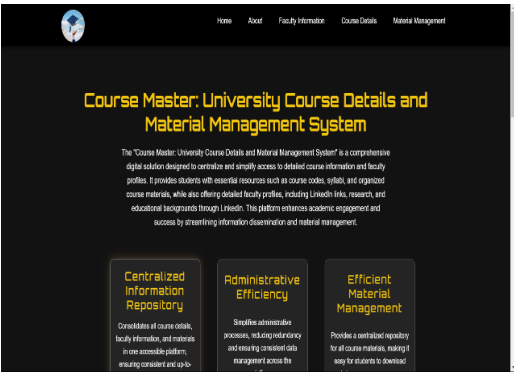 Home About Faculty Information Course Details Material Management
Course Master: University Course Details and
Material Management System
The "Course Master: University Course Details and Material Management System" is a comprehensive
digital solution designed to centralize and simplify access to detailed course information and faculty
profiles. It provides students with essential resources such as course codes, syllabi, and organized
course materials, while also offering detailed faculty profiles, including LinkedIn links, research, and
educational backgrounds through LinkedIn. This platform enhances academic engagement and
success by streamlining information dissemination and material management.
Centralized
Information
Repository
Consolidates all course details,
faculty information, and materials
in one accessible platform,
ensuring consistent and up-to-
Administrative
Efficiency
Simplifies administrative
processes, reducing redundancy
and ensuring consistent data
management across the
Efficient
Material
Management
Provides a centralized repository
for all course materials, making it
easy for students to download